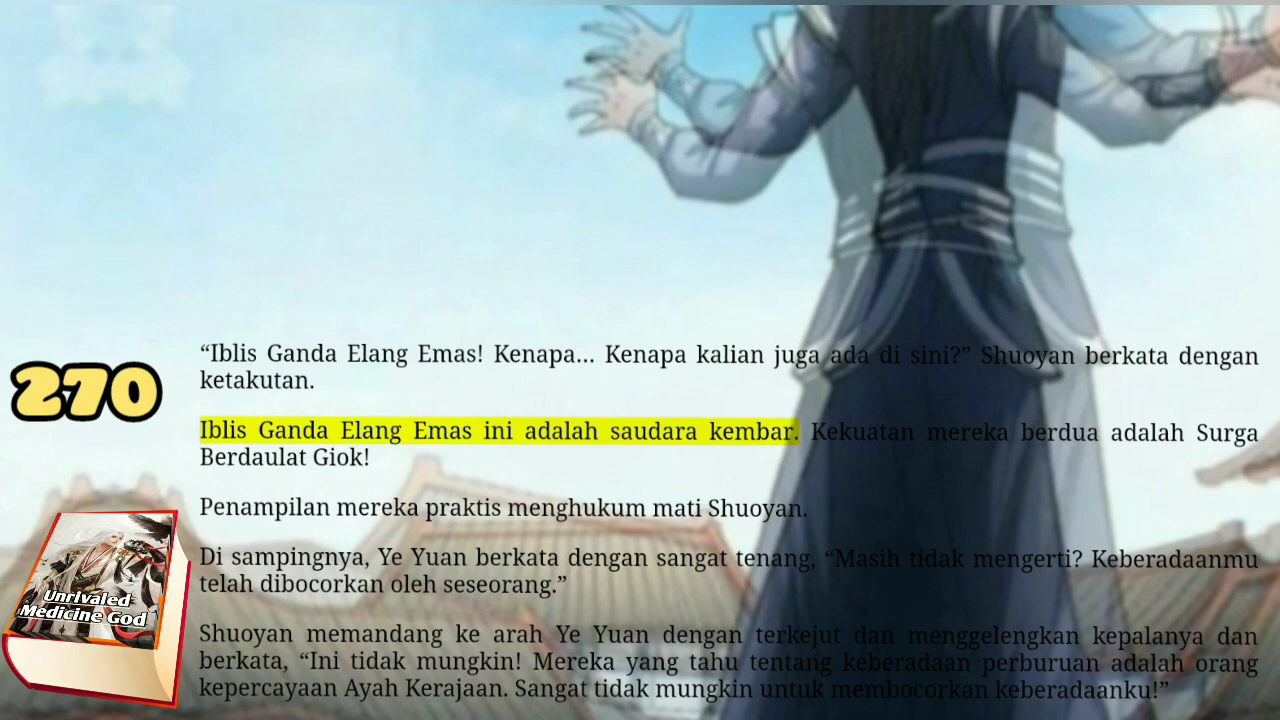 “Iblis Ganda Elang Emas! Kenapa... Kenapa kalian juga ada di sini?” Shuoyan berkata dengan
ketakutan.
270
Iblis Ganda Elang Emas ini adalah saudara kembar. Kekuatan mereka berdua adalah Surga
Berdaulat Giok!
Penampilan mereka praktis menghukum mati Shuoyan.
Di sampingnya, Ye Yuan berkata dengan sangat tenang, “Masih tidak mengerti? Keberadaanmu
telah dibocorkan oleh seseorang.”
Unrivaled
Medicine God
Shuoyan memandang ke arah Ye Yuan dengan terkejut dan menggelengkan kepalanya dan
berkata, “Ini tidak mungkin! Mereka yang tahu tentang keberadaan perburuan adalah orang
kepercayaan Ayah Kerajaan. Sangat tidak mungkin untuk membocorkan keberadaanku!”